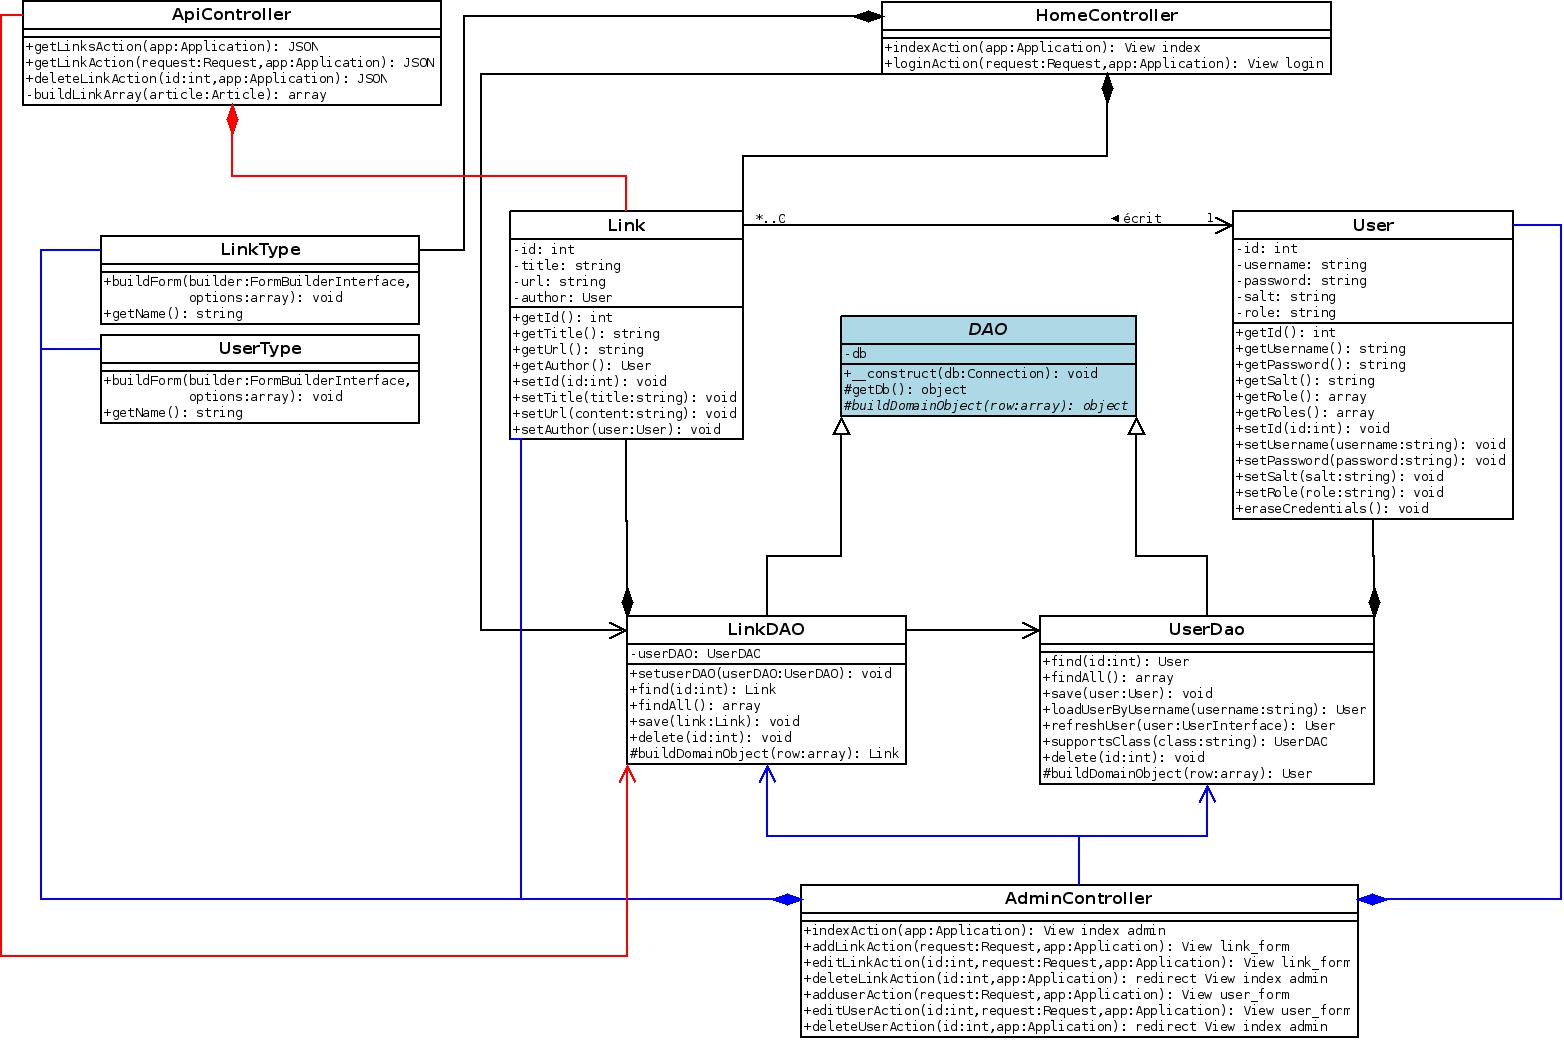 ApiController
+getLinksAction(app:Application): JSON
+getLinkAction(request:Request,app:Application): JSON
+deleteLinkAction(id:int,app:Application): JSON
-buildLinkArray(article:Article): array
HomeController
+indexAction(app:Application): View index
+loginAction(request:Request,app:Application): View login
LinkType
+buildForm(builder:FormBuilderInterface,
options:array): void
+getName(): string
UserType
+buildForm(builder:FormBuilderInterface,
options:array): void
+getName(): string
Link
-id: int
-title: string
-url: string
-author: User
+getId(): int
+getTitle(): string
+getUrl(): string
+getAuthor(): User
+setId(id:int): void
+setTitle(title:string): void
+setUrl(content:string): void
+setAuthor(user:User): void
*..0
◄ écrit
1
User
-id: int
-username: string
-password: string
-salt: string
-role: string
+getId(): int
+getUsername(): string
+getPassword(): string
+getSalt(): string
+getRole(): array
+getRoles(): array
+setId(id:int): void
+setUsername(username:string): void
+setPassword(password:string): void
+setSalt(salt:string): void
+setRole(role:string): void
+eraseCredentials(): void
DAO
-db
+__construct(db:Connection): void
#getDb(): object
#buildDomainObject(row:array): object
LinkDAO
-userDAO: UserDAO
+setuserDAO(userDAO:UserDAO): void
+find(id:int): Link
+findAll(): array
+save(link:Link): void
+delete(id:int): void
#buildDomainObject(row:array): Link
UserDao
+find(id:int): User
+findAll(): array
+save(user:User): void
+loadUserByUsername(username:string): User
+refreshUser(user:UserInterface): User
+supportsClass(class:string): UserDAO
+delete(id:int): void
#buildDomainObject(row:array): User
AdminController
+indexAction(app:Application): View index admin
+addLinkAction(request:Request,app:Application): View link_form
+editLinkAction(id:int,request:Request,app:Application): View link_form
+deleteLinkAction(id:int,app:Application): redirect View index admin
+adduserAction(request:Request,app:Application): View user_form
+editUserAction(id:int,request:Request,app:Application): View user_form
+deleteUserAction(id:int,app:Application): redirect View index admin